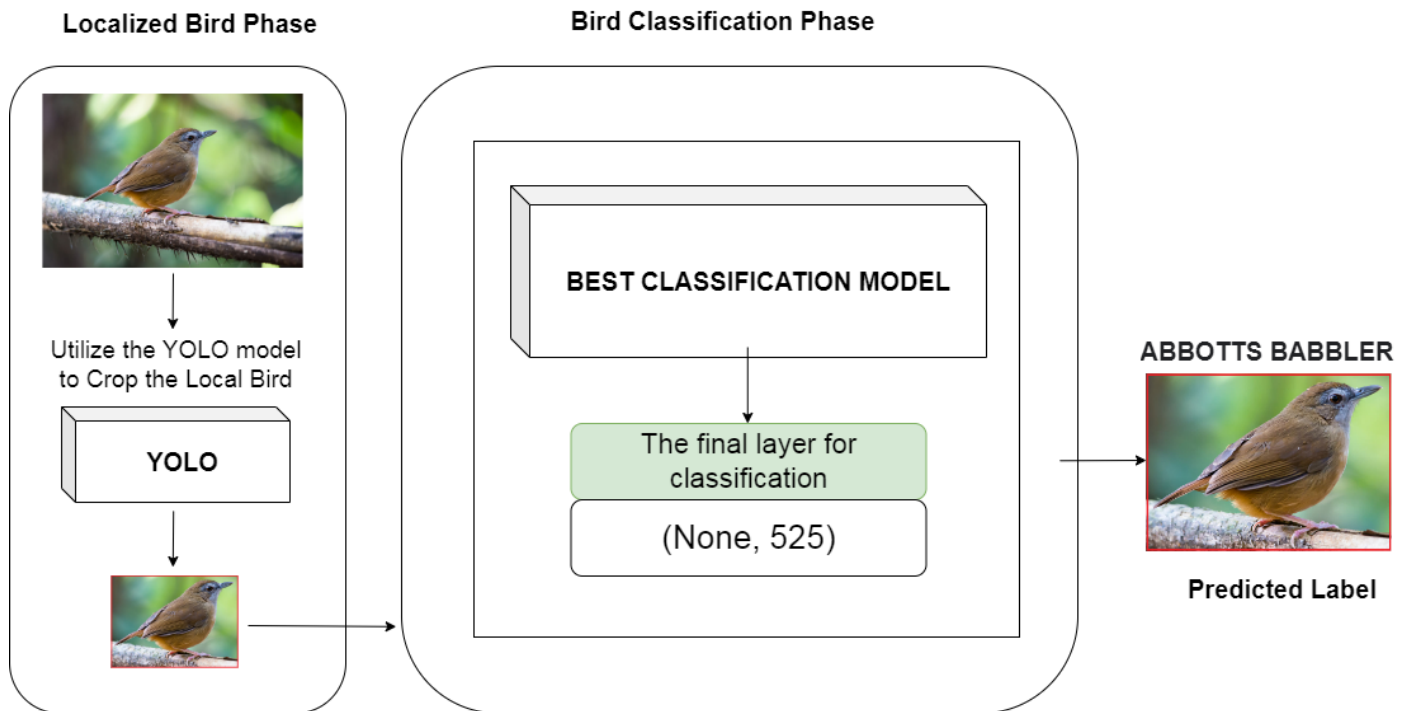 Localized Bird Phase
Bird Classification Phase
Utilize the YOLO model
to Crop the Local Bird
YOLO
BEST CLASSIFICATION MODEL
The final layer for
classification
(None, 525)
ABBOTTS BABBLER
Predicted Label